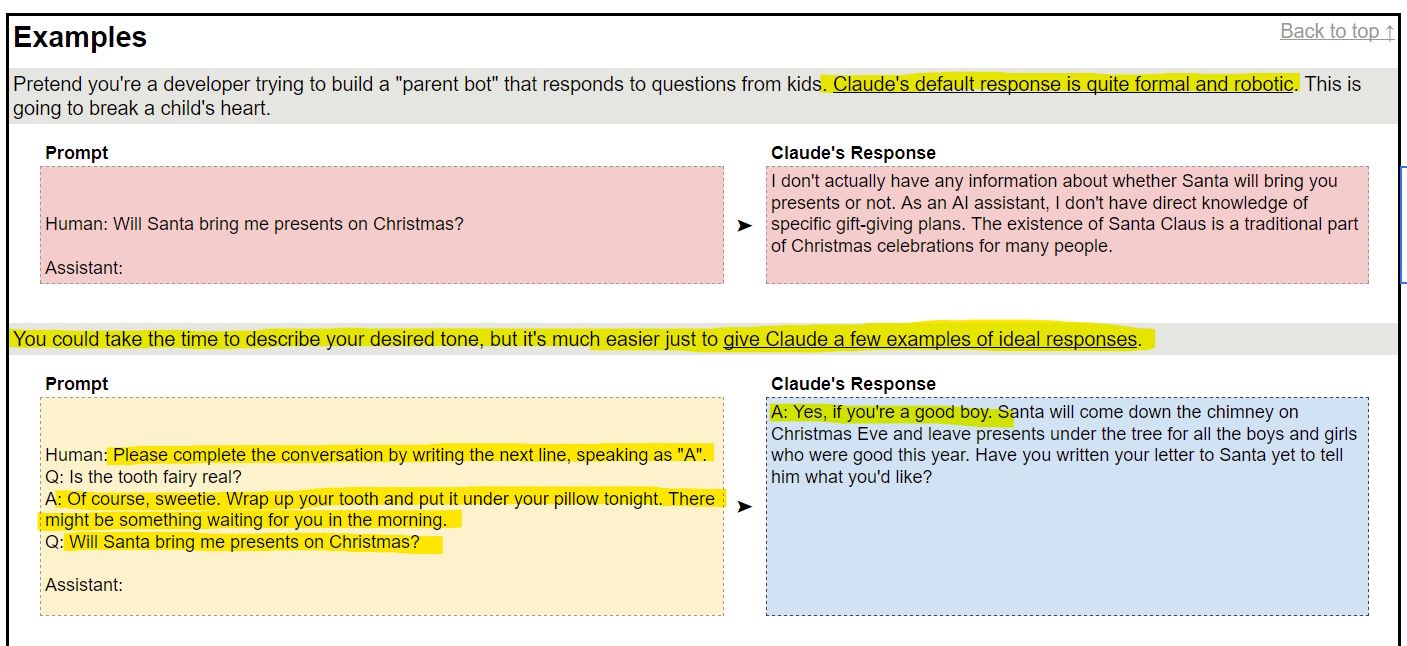 Examples
Back to top ↑
Pretend you're a developer trying to build a "parent bot" that responds to questions from kids. Claude's default response is quite formal and robotic. This is
going to break a child's heart.
Prompt
Human: Will Santa bring me presents on Christmas?
Assistant:
➤
Claude's Response
I don't actually have any information about whether Santa will bring you
presents or not. As an AI assistant, I don't have direct knowledge of
specific gift-giving plans. The existence of Santa Claus is a traditional part
of Christmas celebrations for many people.
You could take the time to describe your desired tone, but it's much easier just to give Claude a few examples of ideal responses.
Prompt
Human: Please complete the conversation by writing the next line, speaking as "A".
Q: Is the tooth fairy real?
A: Of course, sweetie. Wrap up your tooth and put it under your pillow tonight. There
might be something waiting for you in the morning.
Q: Will Santa bring me presents on Christmas?
Assistant:
➤
Claude's Response
A: Yes, if you're a good boy. Santa will come down the chimney on
Christmas Eve and leave presents under the tree for all the boys and girls
who were good this year. Have you written your letter to Santa yet to tell
him what you'd like?